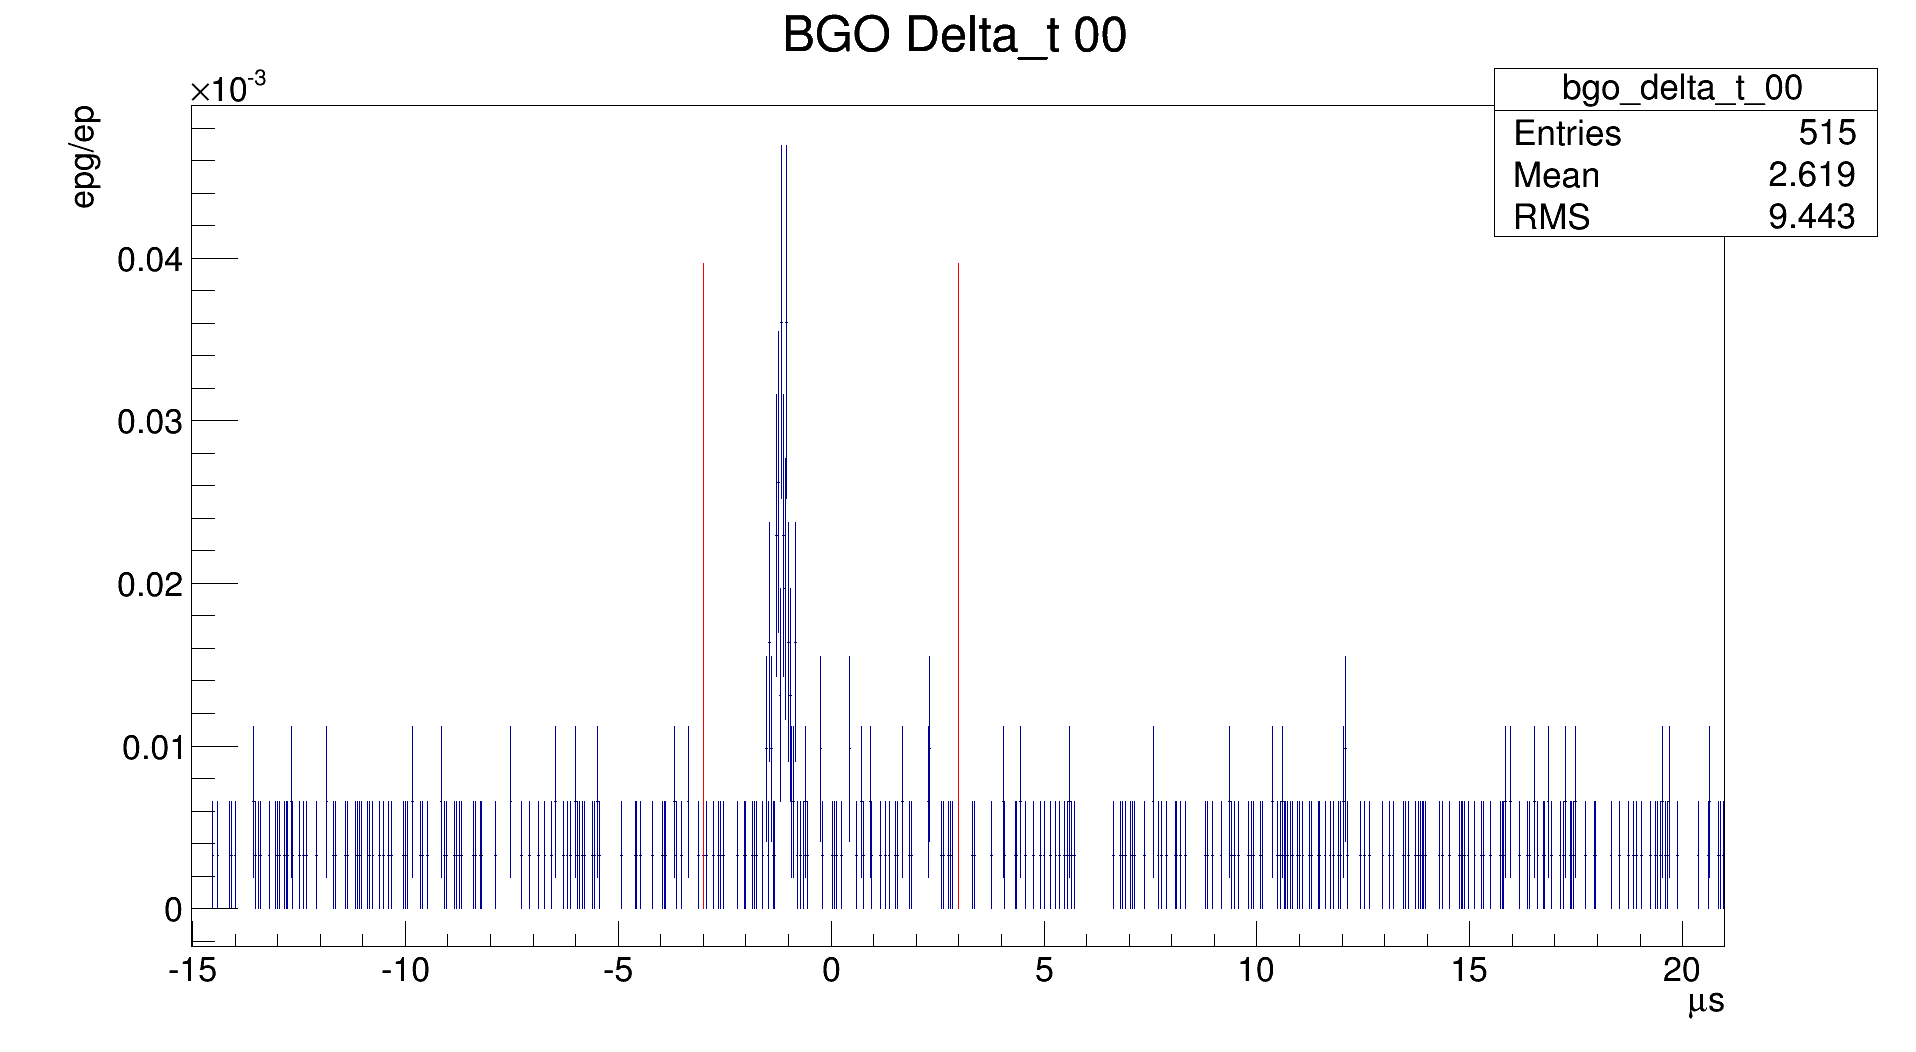 BGO Delta_t 00
×10-3
epg/ep
bgo_delta_t_00
Entries 515
Mean 2.619
RMS 9.443
0.04
0.03
0.02
0.01
0
-15 -10 -5 0 5 10 15 20
μs